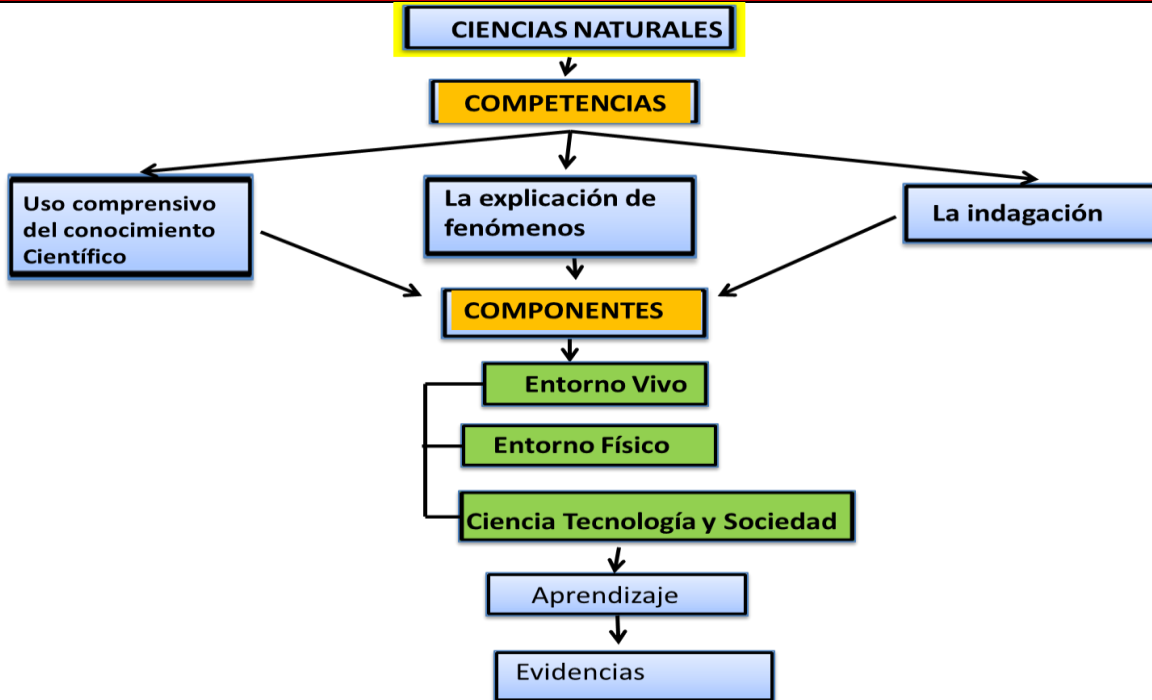 CIENCIAS NATURALES
COMPETENCIAS
Uso comprensivo
del conocimiento
Científico
La explicación de
fenómenos
La indagación
COMPONENTES
Entorno Vivo
Entorno Físico
Ciencia Tecnología y Sociedad
Aprendizaje
Evidencias